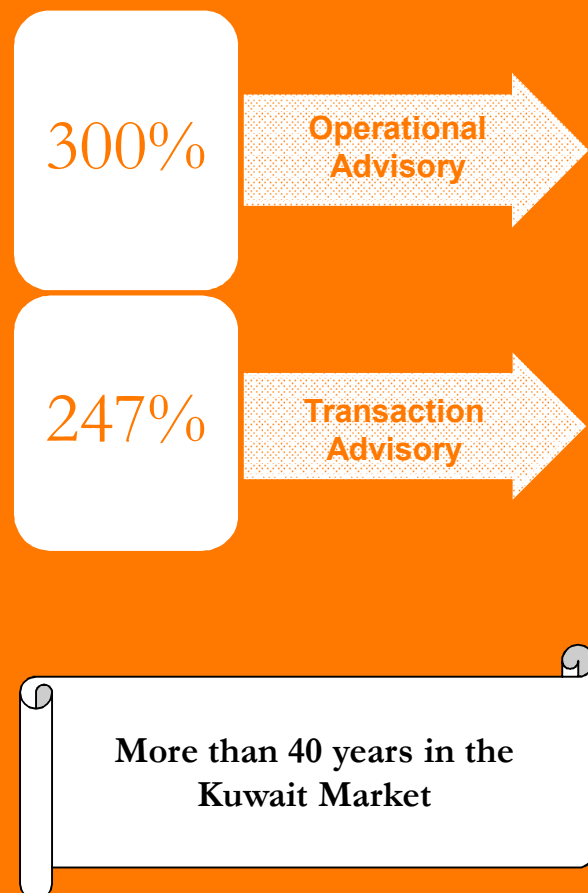 300%
Operational
Advisory
247%
Transaction
Advisory
More than 40 years in the
Kuwait Market